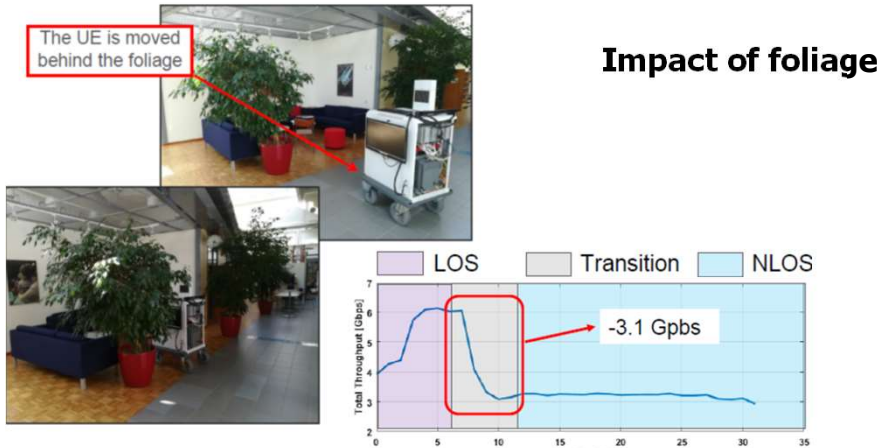 The UE is moved
behind the foliage
Impact of foliage
LOS
Transition
NLOS
Total Throughput [Gbps]
7
6
5
4
3
2
-3.1 Gpbs
0
5
10
15
20
25
30
35